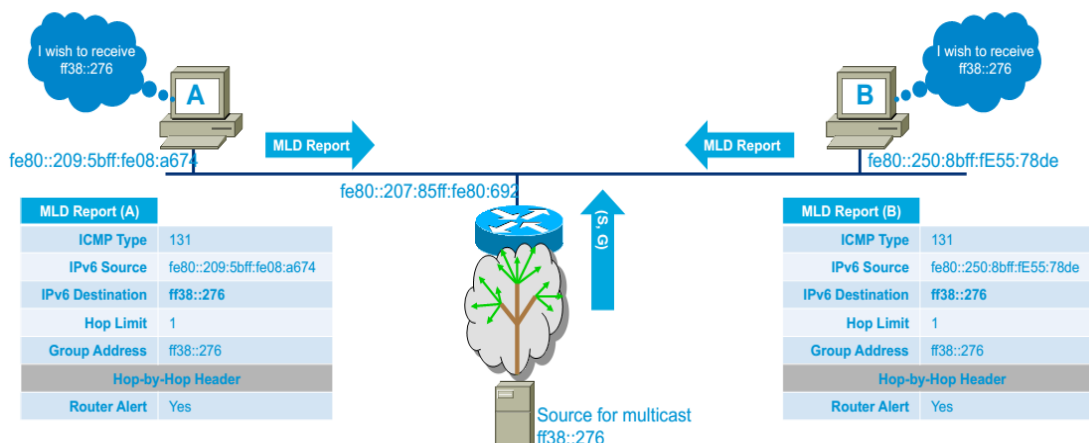 I wish to receive
ff38::276
I wish to receive
ff38::276
A
B
MLD Report
MLD Report
fe80::209:5bff:fe08:a674
fe80::250:8bff:fE55:78de
fe80::207:85ff:fe80:692
(S, G)
MLD Report (A)
ICMP Type 131
IPv6 Source fe80::209:5bff:fe08:a674
IPv6 Destination ff38::276
Hop Limit 1
Group Address ff38::276
Hop-by-Hop Header
Router Alert Yes
MLD Report (B)
ICMP Type 131
IPv6 Source fe80::250:8bff:fE55:78de
IPv6 Destination ff38::276
Hop Limit 1
Group Address ff38::276
Hop-by-Hop Header
Router Alert Yes
Source for multicast
ff38::276